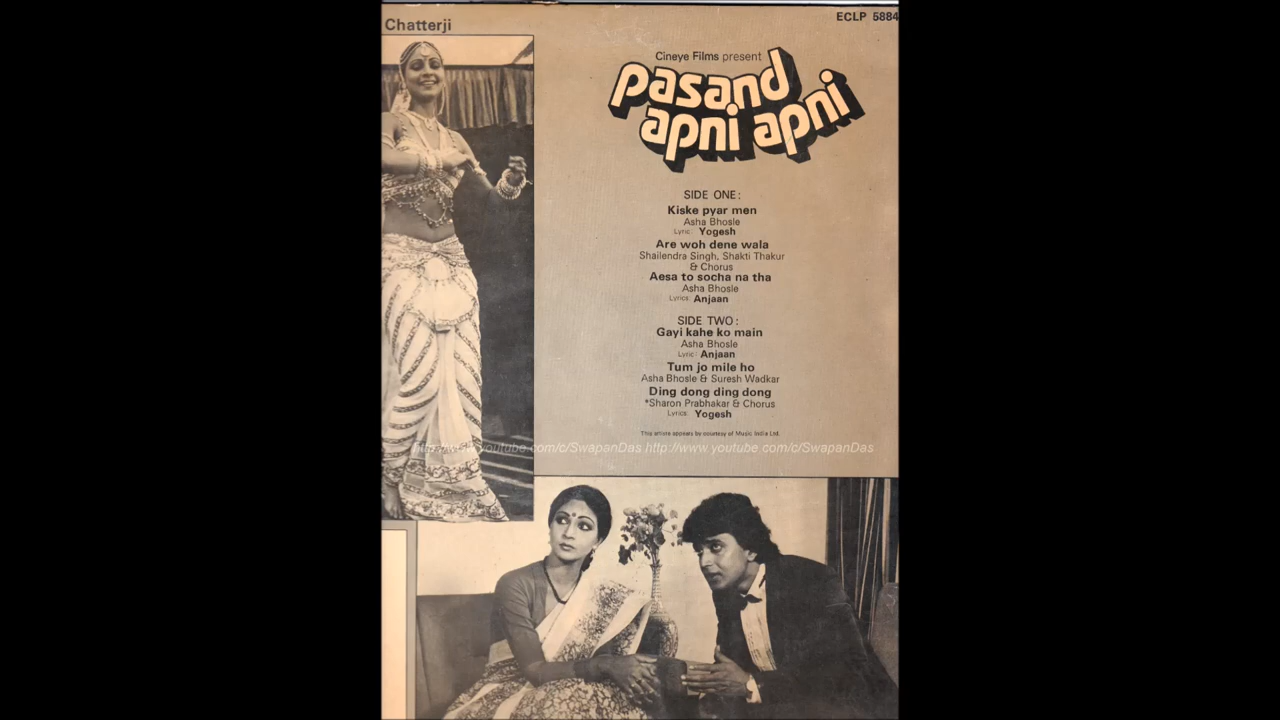 Chatterji
ECLP 5884
Cineye Films present
pasand
apni apni
SIDE ONE:
Kiske pyar men
Asha Bhosle
Lyric: Yogesh
Are woh dene wala
Shailendra Singh, Shakti Thakur
& Chorus
Aesa to socha na tha
Asha Bhosle
Lyrics: Anjaan
SIDE TWO:
Gayi kahe ko main
Asha Bhosle
Lyric: Anjaan
Tum jo mile ho
Asha Bhosle & Suresh Wadkar
Ding dong ding dong
*Sharon Prabhakar & Chorus
Lyrics: Yogesh
This artiste appears by courtesy of Music India Ltd.
http://www.youtube.com/c/SwapanDas http://www.youtube.com/c/SwapanDas